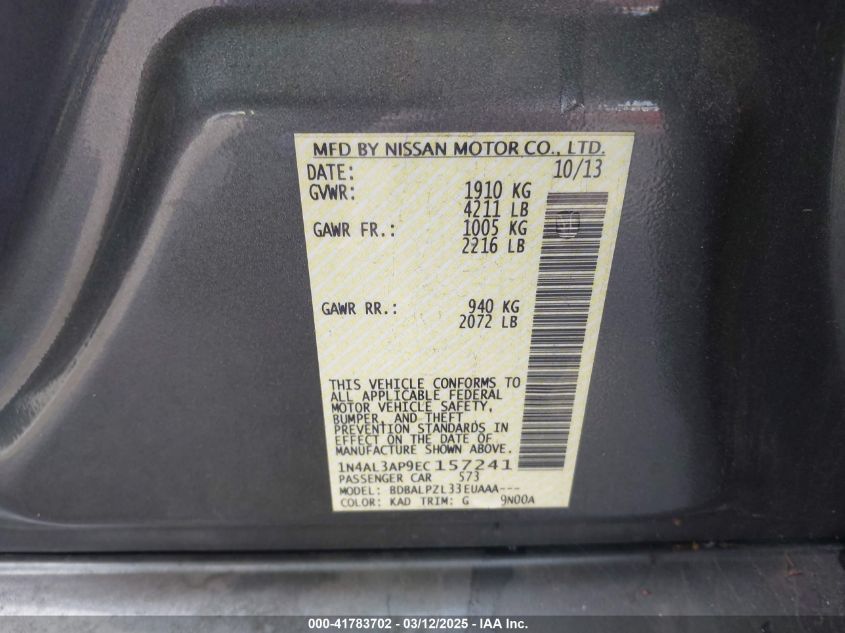 MFD BY NISSAN MOTOR CO., LTD.
DATE: 10/13
GVWR: 1910 KG
4211 LB
GAWR FR.: 1005 KG
2216 LB
GAWR RR.: 940 KG
2072 LB
THIS VEHICLE CONFORMS TO
ALL APPLICABLE FEDERAL
MOTOR VEHICLE SAFETY,
BUMPER, AND THEFT
PREVENTION STANDARDS IN
EFFECT ON THE DATE OF
MANUFACTURE SHOWN ABOVE.
1N4AL3AP9EC157241
PASSENGER CAR 573
MODEL: BDBALPZL33EUAAA---
COLOR: KAD TRIM: G 9N00A
000-41783702 - 03/12/2025 - IAA Inc.